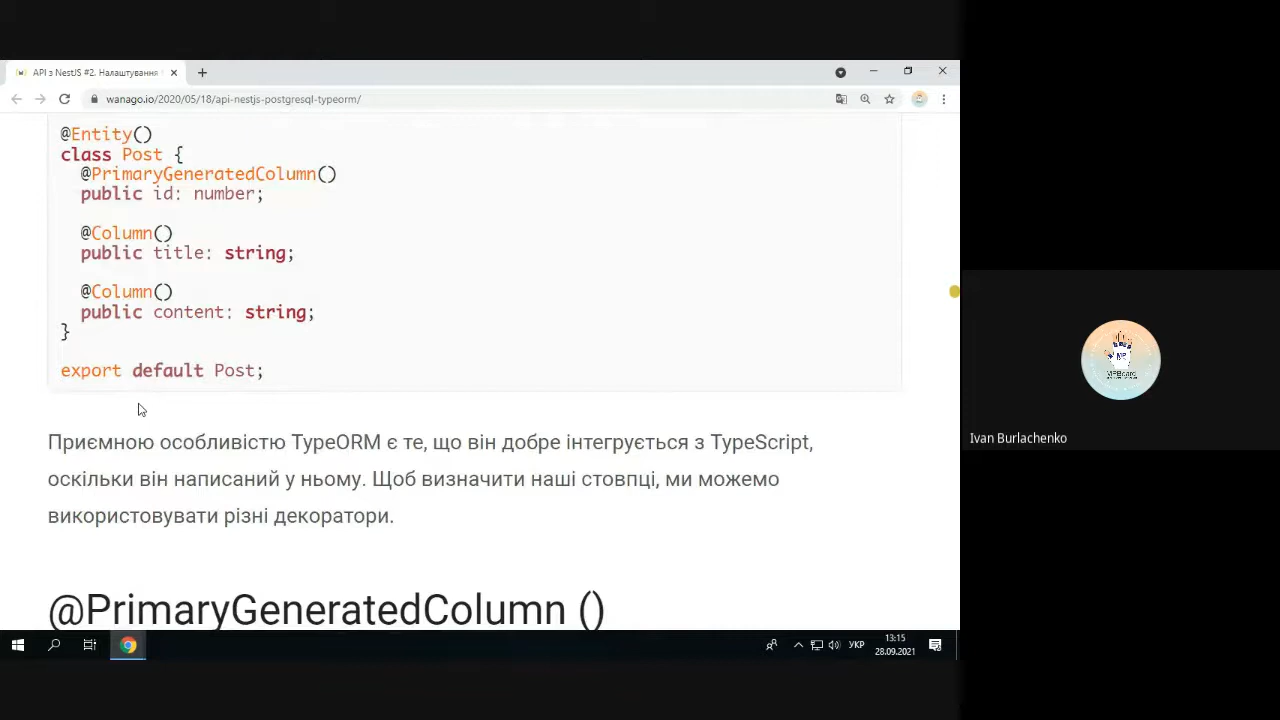 API з NestJS #2. Налаштування
wanago.io/2020/05/18/api-nestjs-postgresql-typeorm/
@Entity()
class Post {
@PrimaryGeneratedColumn()
public id: number;
@Column()
public title: string;
@Column()
public content: string;
}
export default Post;
Приємною особливістю TypeORM є те, що він добре інтегрується з TypeScript,
оскільки він написаний у ньому. Щоб визначити наші стовпці, ми можемо
використовувати різні декоратори.
@PrimaryGeneratedColumn ()
УКР
13:15
28.09.2021
MPBoard
Ivan Burlachenko